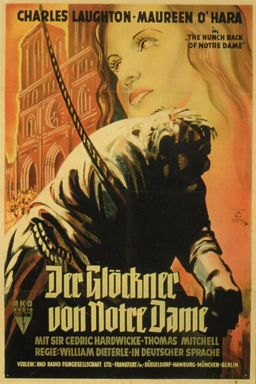 CHARLES LAUGHTON - MAUREEN O'HARA
in
"THE HUNCH BACK
OF NOTRE DAME"
Der Glöckner
von Notre Dame
RKO
RADIO
MIT SIR CEDRIC HARDWICKE - THOMAS MITCHELL
REGIE: WILLIAM DIETERLE - IN DEUTSCHER SPRACHE
VERLEIH: RKO RADIO FILMGESELLSCHAFT LTD. - FRANKFURT/M - DÜSSELDORF - HAMBURG - MÜNCHEN - BERLIN